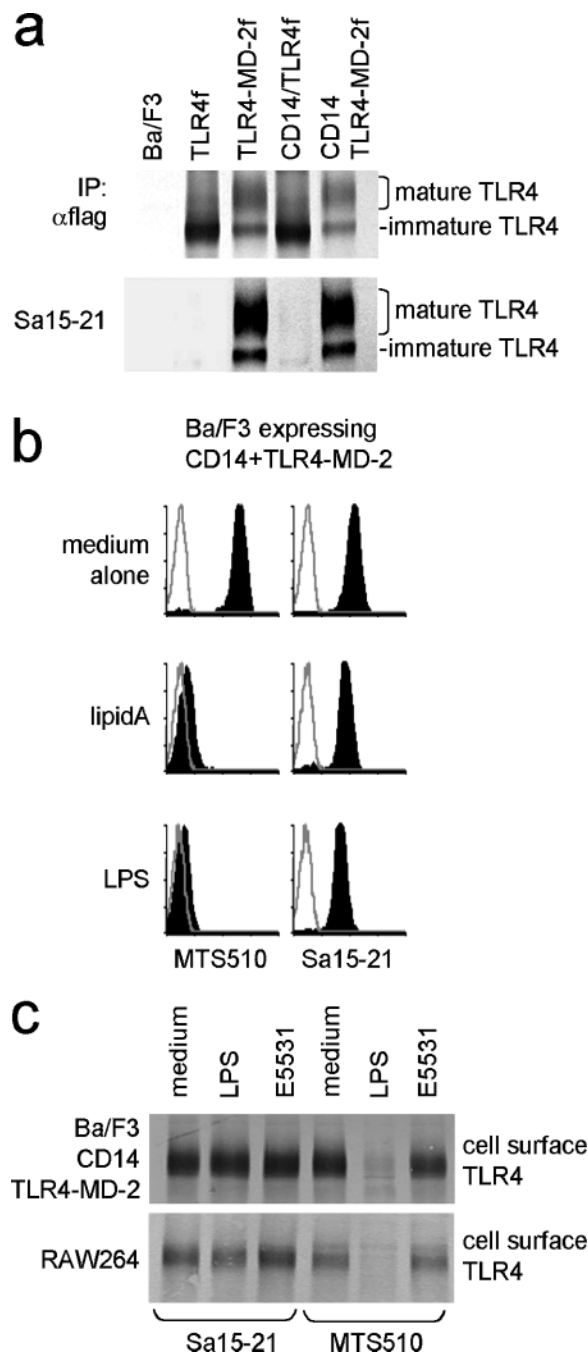 a
Ba/F3
TLR4f
TLR4-MD-2f
CD14/TLR4f
CD14
TLR4-MD-2f
IP:
αflag
mature TLR4
-immature TLR4
Sa15-21
mature TLR4
-immature TLR4
b
Ba/F3 expressing
CD14+TLR4-MD-2
medium
alone
lipidA
LPS
MTS510
Sa15-21
c
medium
LPS
E5531
medium
LPS
E5531
Ba/F3
CD14
TLR4-MD-2
cell surface
TLR4
RAW264
cell surface
TLR4
Sa15-21
MTS510